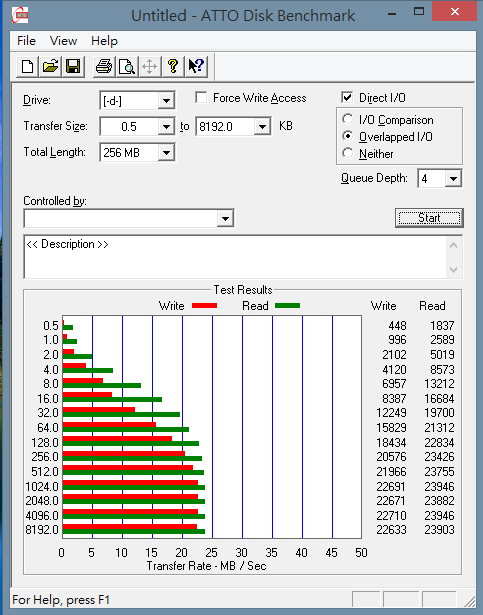 Untitled - ATTO Disk Benchmark
File View Help
Drive: [-d-] Force Write Access Direct I/O
Transfer Size: 0.5 to 8192.0 KB I/O Comparison
Overlapped I/O
Total Length: 256 MB Neither
Queue Depth: 4
Controlled by:
Start
<< Description >>
Test Results
Write Read Write Read
0.5 448 1837
1.0 996 2589
2.0 2102 5019
4.0 4120 8573
8.0 6957 13212
16.0 8387 16684
32.0 12249 19700
64.0 15829 21312
128.0 18434 22834
256.0 20576 23426
512.0 21966 23755
1024.0 22691 23946
2048.0 22671 23882
4096.0 22710 23946
8192.0 22633 23903
0 5 10 15 20 25 30 35 40 45 50
Transfer Rate - MB / Sec
For Help, press F1